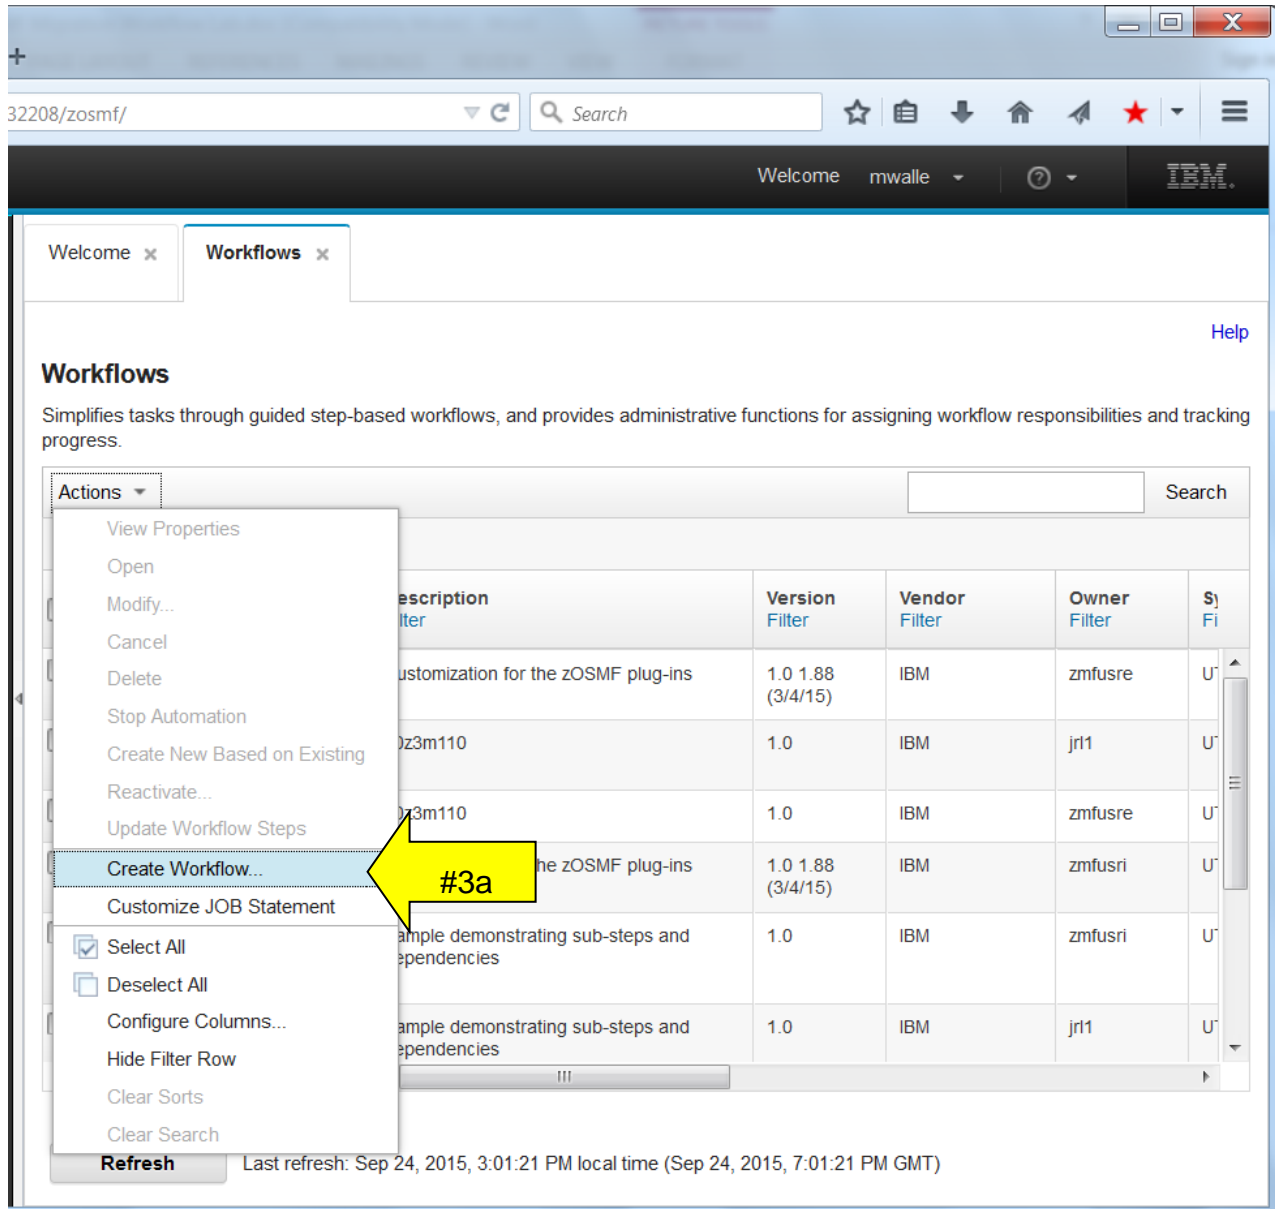 32208/zosmf/
Search
Welcome mwalle
IBM.
Welcome
Workflows
Help
Workflows
Simplifies tasks through guided step-based workflows, and provides administrative functions for assigning workflow responsibilities and tracking
progress.
Actions
Search
View Properties
Open
Modify...
Cancel
Delete
Stop Automation
Create New Based on Existing
Reactivate...
Update Workflow Steps
Create Workflow...
Customize JOB Statement
Select All
Deselect All
Configure Columns...
Hide Filter Row
Clear Sorts
Clear Search
#3a
escription Version Vendor Owner Sy
lter Filter Filter Filter Fi
ustomization for the zOSMF plug-ins 1.0 1.88 IBM zmfusre
(3/4/15)
0z3m110 1.0 IBM jrl1
0z3m110 1.0 IBM zmfusre
he zOSMF plug-ins 1.0 1.88 IBM zmfusri
(3/4/15)
ample demonstrating sub-steps and 1.0 IBM zmfusri
ependencies
ample demonstrating sub-steps and 1.0 IBM jrl1
ependencies
Refresh Last refresh: Sep 24, 2015, 3:01:21 PM local time (Sep 24, 2015, 7:01:21 PM GMT)